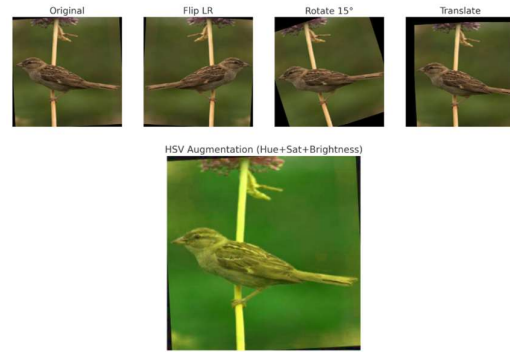 Original
Flip LR
Rotate 15°
Translate
HSV Augmentation (Hue+Sat+Brightness)